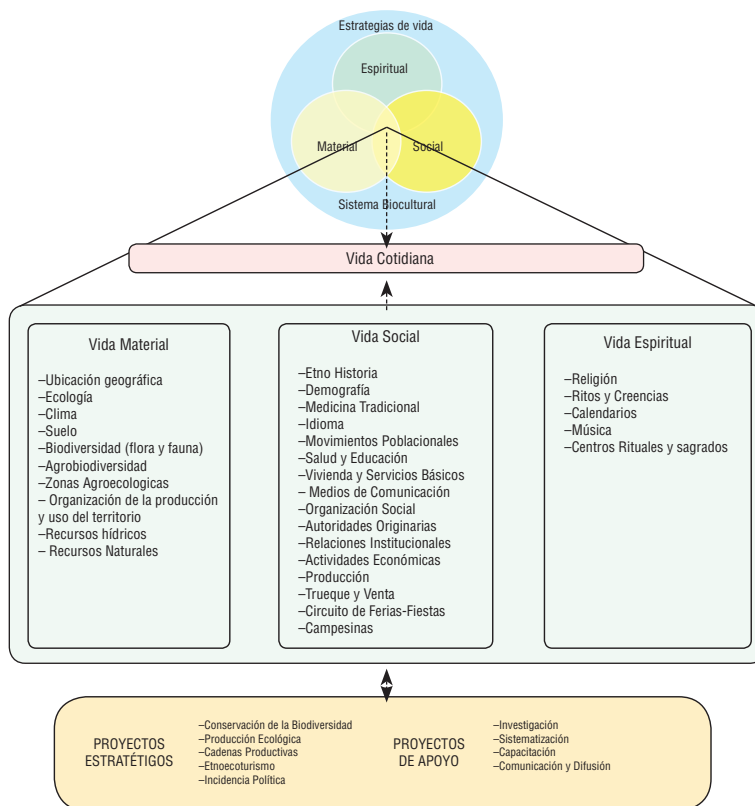 Estrategias de vida
Espiritual
Material
Social
Sistema Biocultural
Vida Cotidiana
Vida Material
–Ubicación geográfica
–Ecología
–Clima
–Suelo
–Biodiversidad (flora y fauna)
–Agrobiodiversidad
–Zonas Agroecologicas
– Organización de la producción
y uso del territorio
–Recursos hídricos
– Recursos Naturales
Vida Social
–Etno Historia
–Demografía
–Medicina Tradicional
–Idioma
–Movimientos Poblacionales
–Salud y Educación
–Vivienda y Servicios Básicos
– Medios de Comunicación
–Organización Social
–Autoridades Originarias
–Relaciones Institucionales
–Actividades Económicas
–Producción
–Trueque y Venta
–Circuito de Ferias-Fiestas
–Campesinas
Vida Espiritual
–Religión
–Ritos y Creencias
–Calendarios
–Música
–Centros Rituales y sagrados
PROYECTOS
ESTRATÉTIGOS
–Conservación de la Biodiversidad
–Producción Ecológica
–Cadenas Productivas
–Etnoecoturismo
–Incidencia Política
PROYECTOS
DE APOYO
–Investigación
–Sistematización
–Capacitación
–Comunicación y Difusión